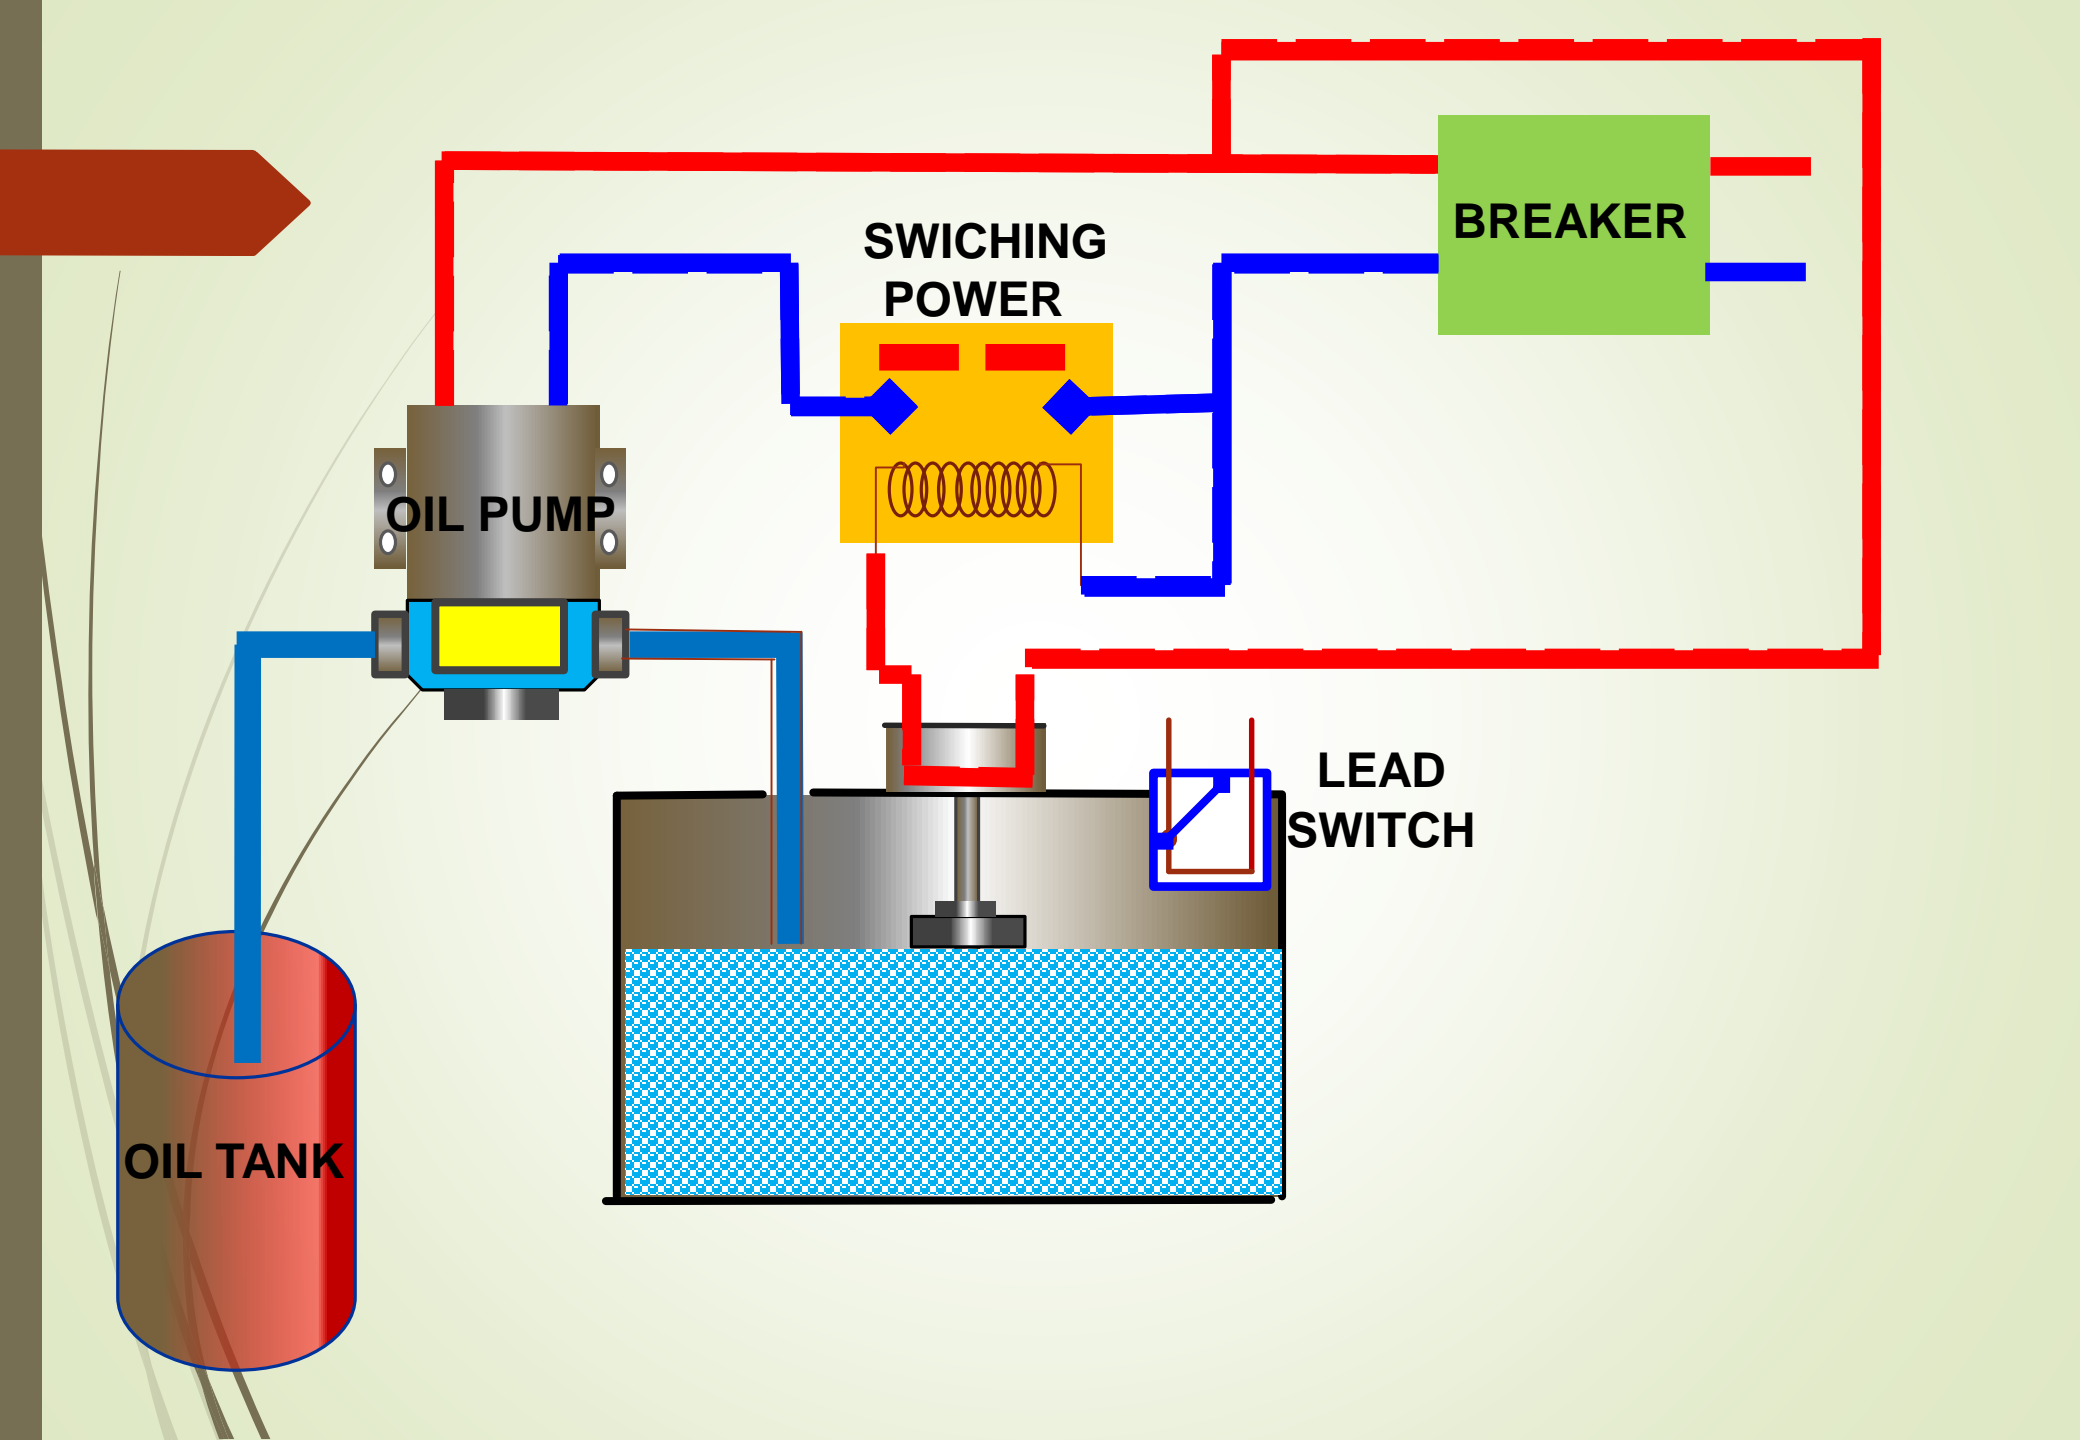 BREAKER
SWICHING
POWER
OIL PUMP
LEAD
SWITCH
OIL TANK